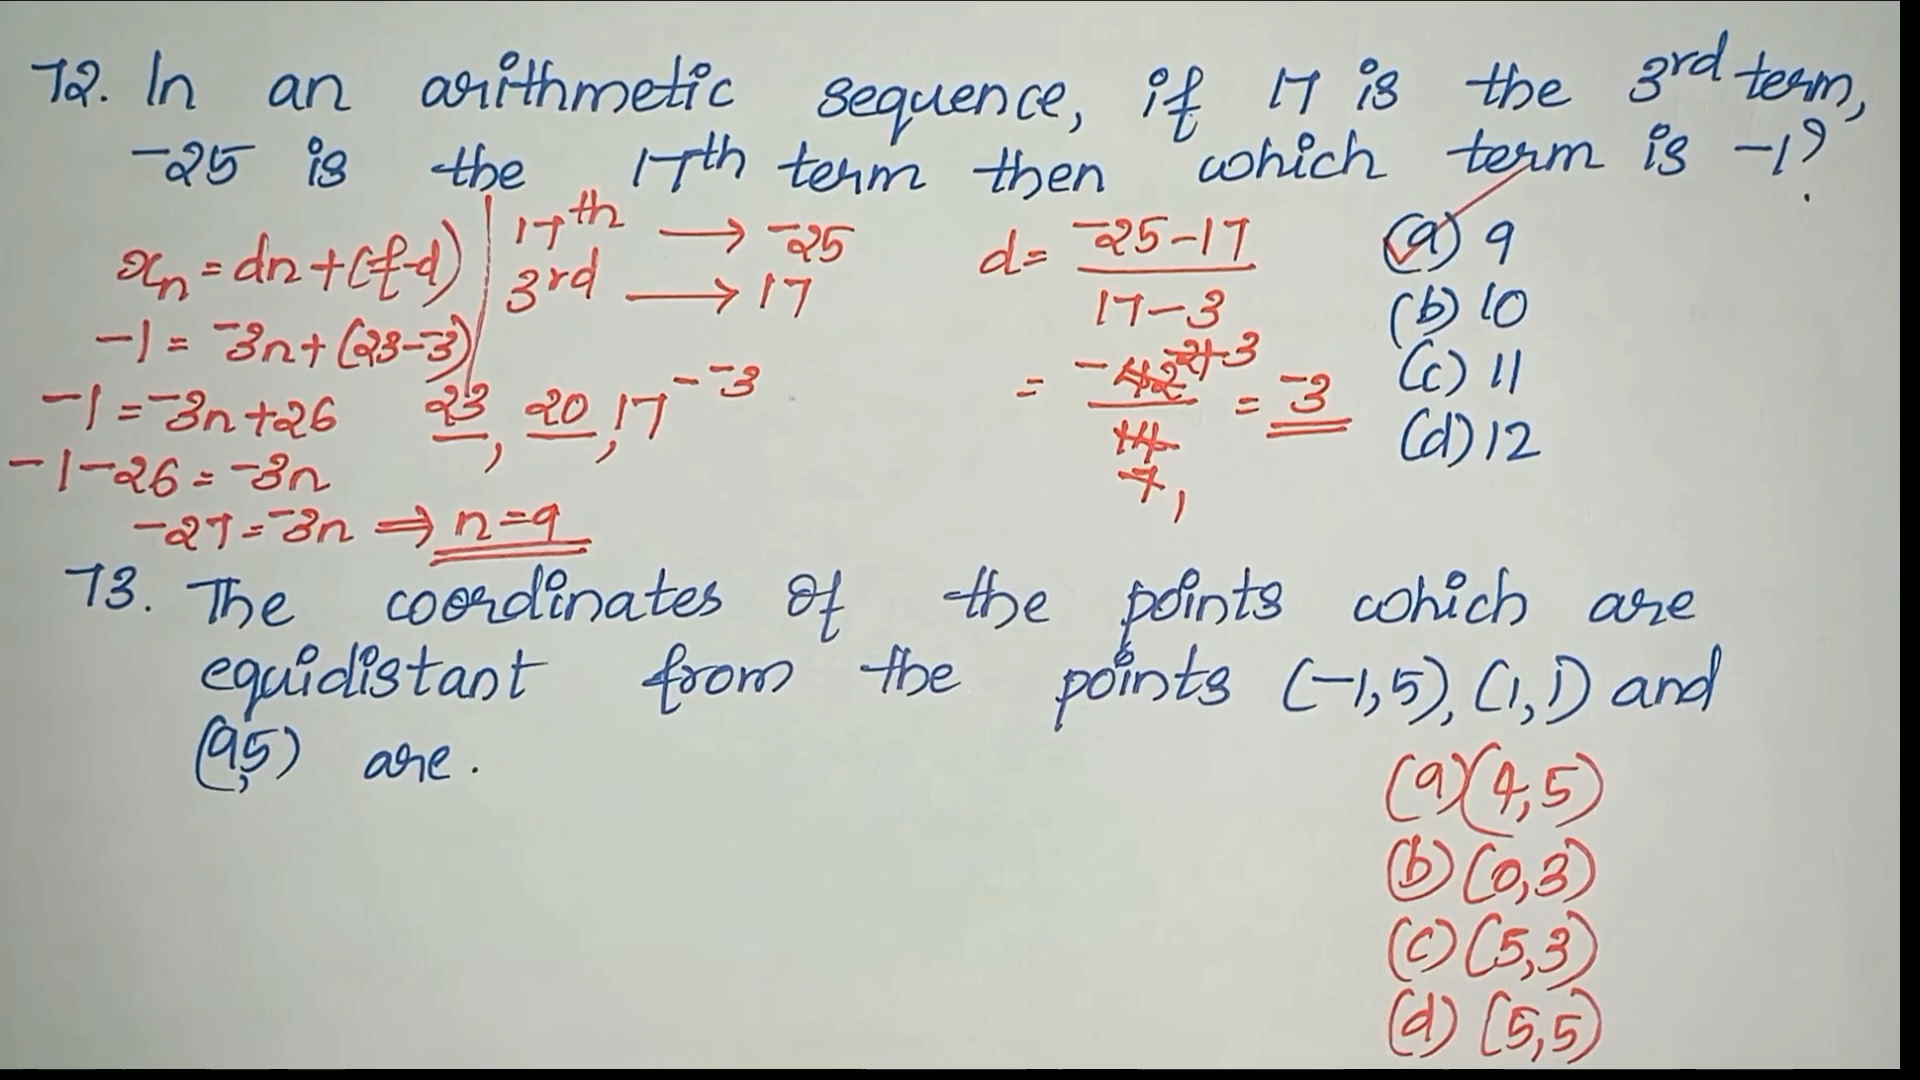 72. In an arithmetic sequence, if 17 is the 3rd term,
-25 is the 17th term then which term is -1?
xn = dn+(f-d)
-1 = -3n+(23--3)
-1 = -3n+26
-1-26 = -3n
-27 = -3n ⇒ n=9
17th → -25
3rd → 17
23, 20, 17 --3
d = -25-17
17-3
= -42 -21 -3 = -3
14
7,
(a) 9
(b) 10
(c) 11
(d) 12
73. The coordinates of the points which are
equidistant from the points (-1,5), (1,1) and
(9,5) are.
(a) (4,5)
(b) (0,3)
(c) (5,3)
(d) (5,5)